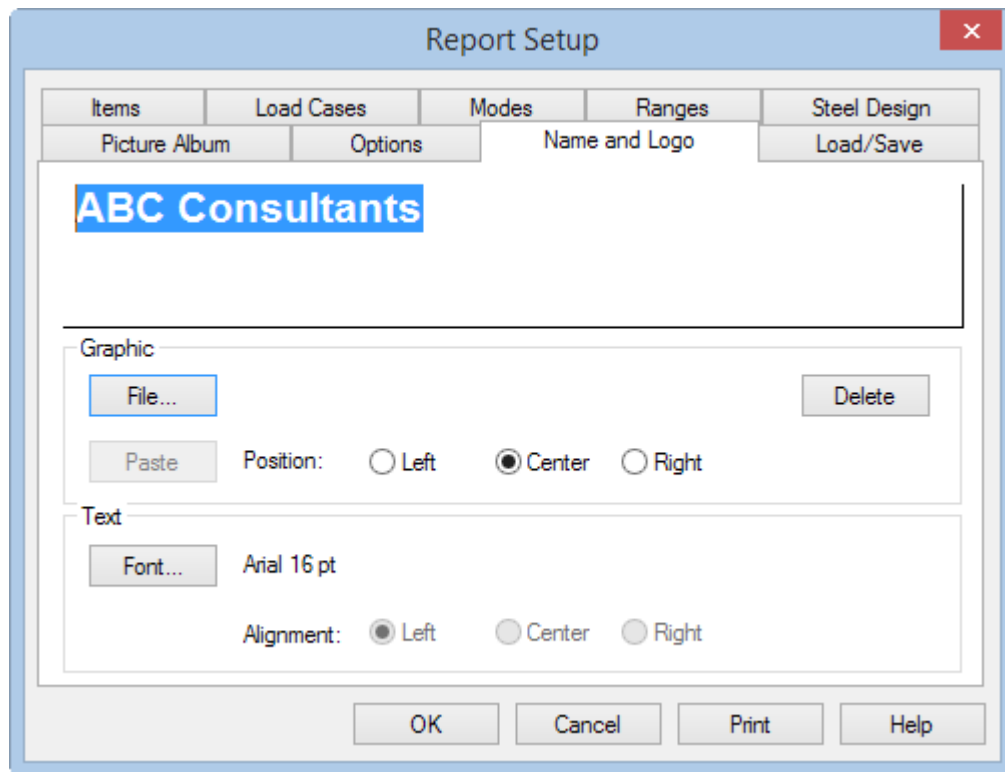 Report Setup
Items Load Cases Modes Ranges Steel Design
Picture Album Options Name and Logo Load/Save
ABC Consultants
Graphic
File... Delete
Paste Position: Left Center Right
Text
Font... Arial 16 pt
Alignment: Left Center Right
OK Cancel Print Help